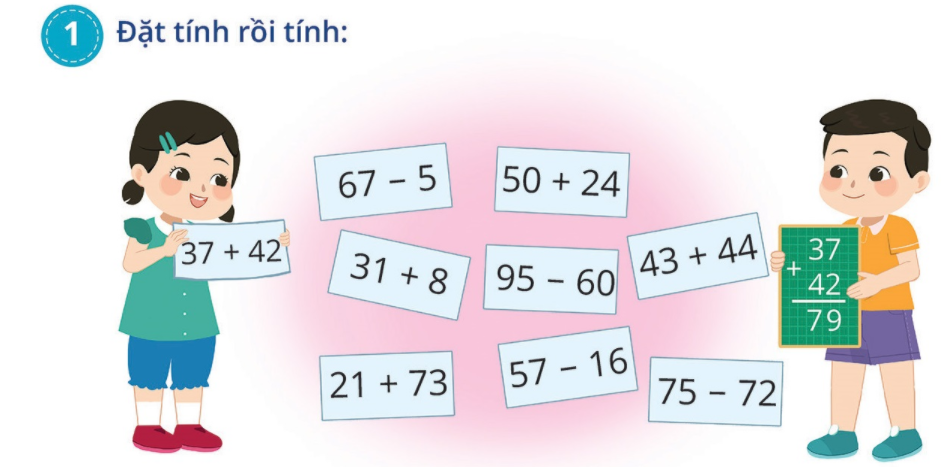 1 Đặt tính rồi tính:
67 – 5
50 + 24
37 + 42
31 + 8
95 – 60
43 + 44
37
+
42
79
21 + 73
57 – 16
75 – 72